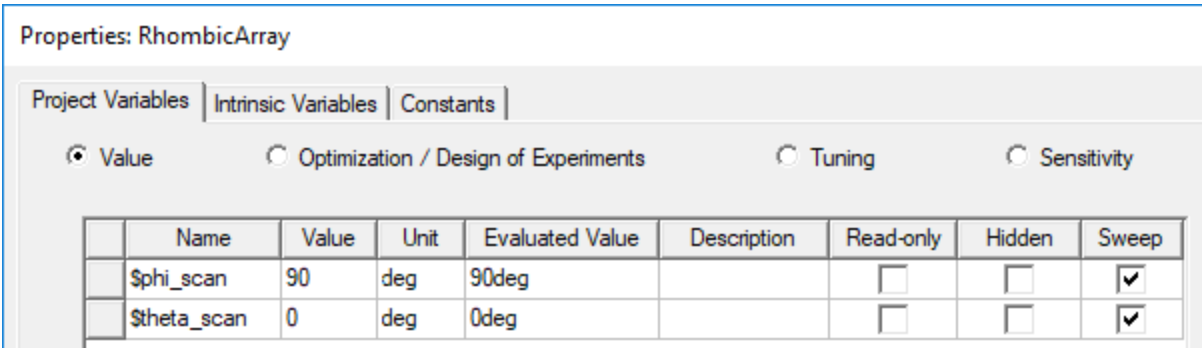 Properties: RhombicArray
Project Variables Intrinsic Variables Constants
Value Optimization / Design of Experiments Tuning Sensitivity
Name Value Unit Evaluated Value Description Read-only Hidden Sweep
$phi_scan 90 deg 90deg
$theta_scan 0 deg 0deg